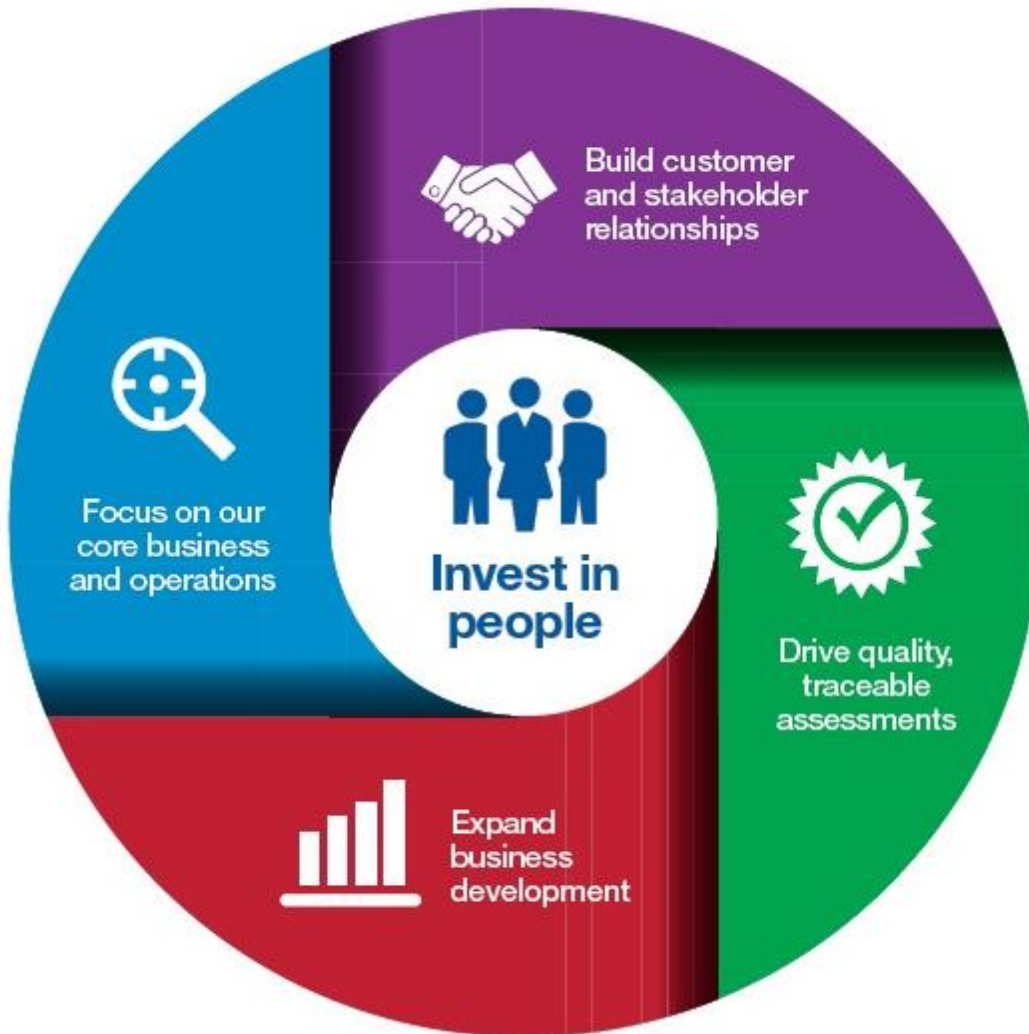 Build customer
and stakeholder
relationships
Focus on our
core business
and operations
Invest in
people
Drive quality,
traceable
assessments
Expand
business
development